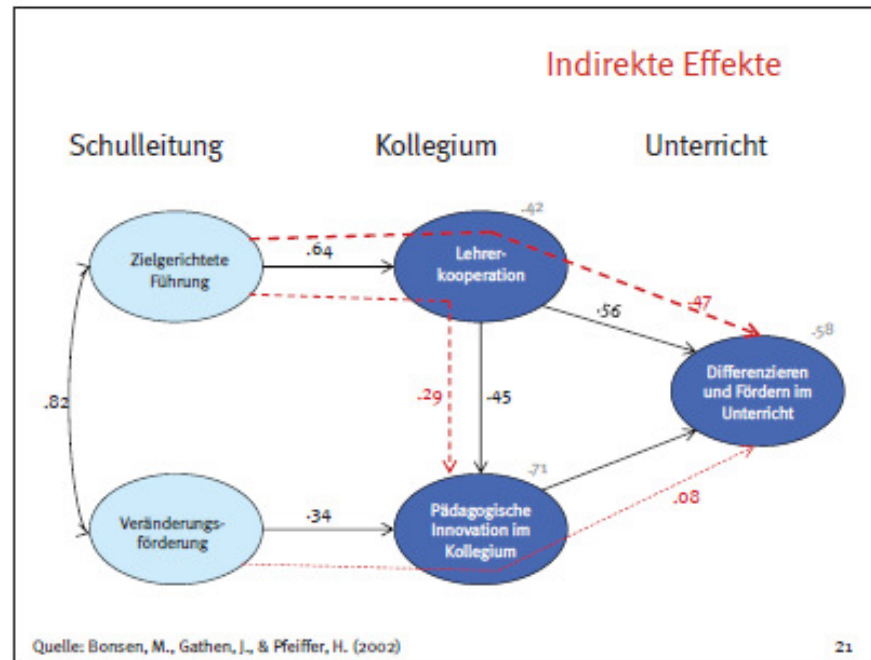 Indirekte Effekte
Schulleitung Kollegium Unterricht
.42
Zielgerichtete
Führung
.64
Lehrer-
kooperation
.47
.56
.58
Differenzieren
und Fördern im
Unterricht
.82
.29
.45
.71
Veränderungs-
förderung
.34
Pädagogische
Innovation im
Kollegium
.08
Quelle: Bonsen, M., Gathen, J., & Pfeiffer, H. (2002)
21